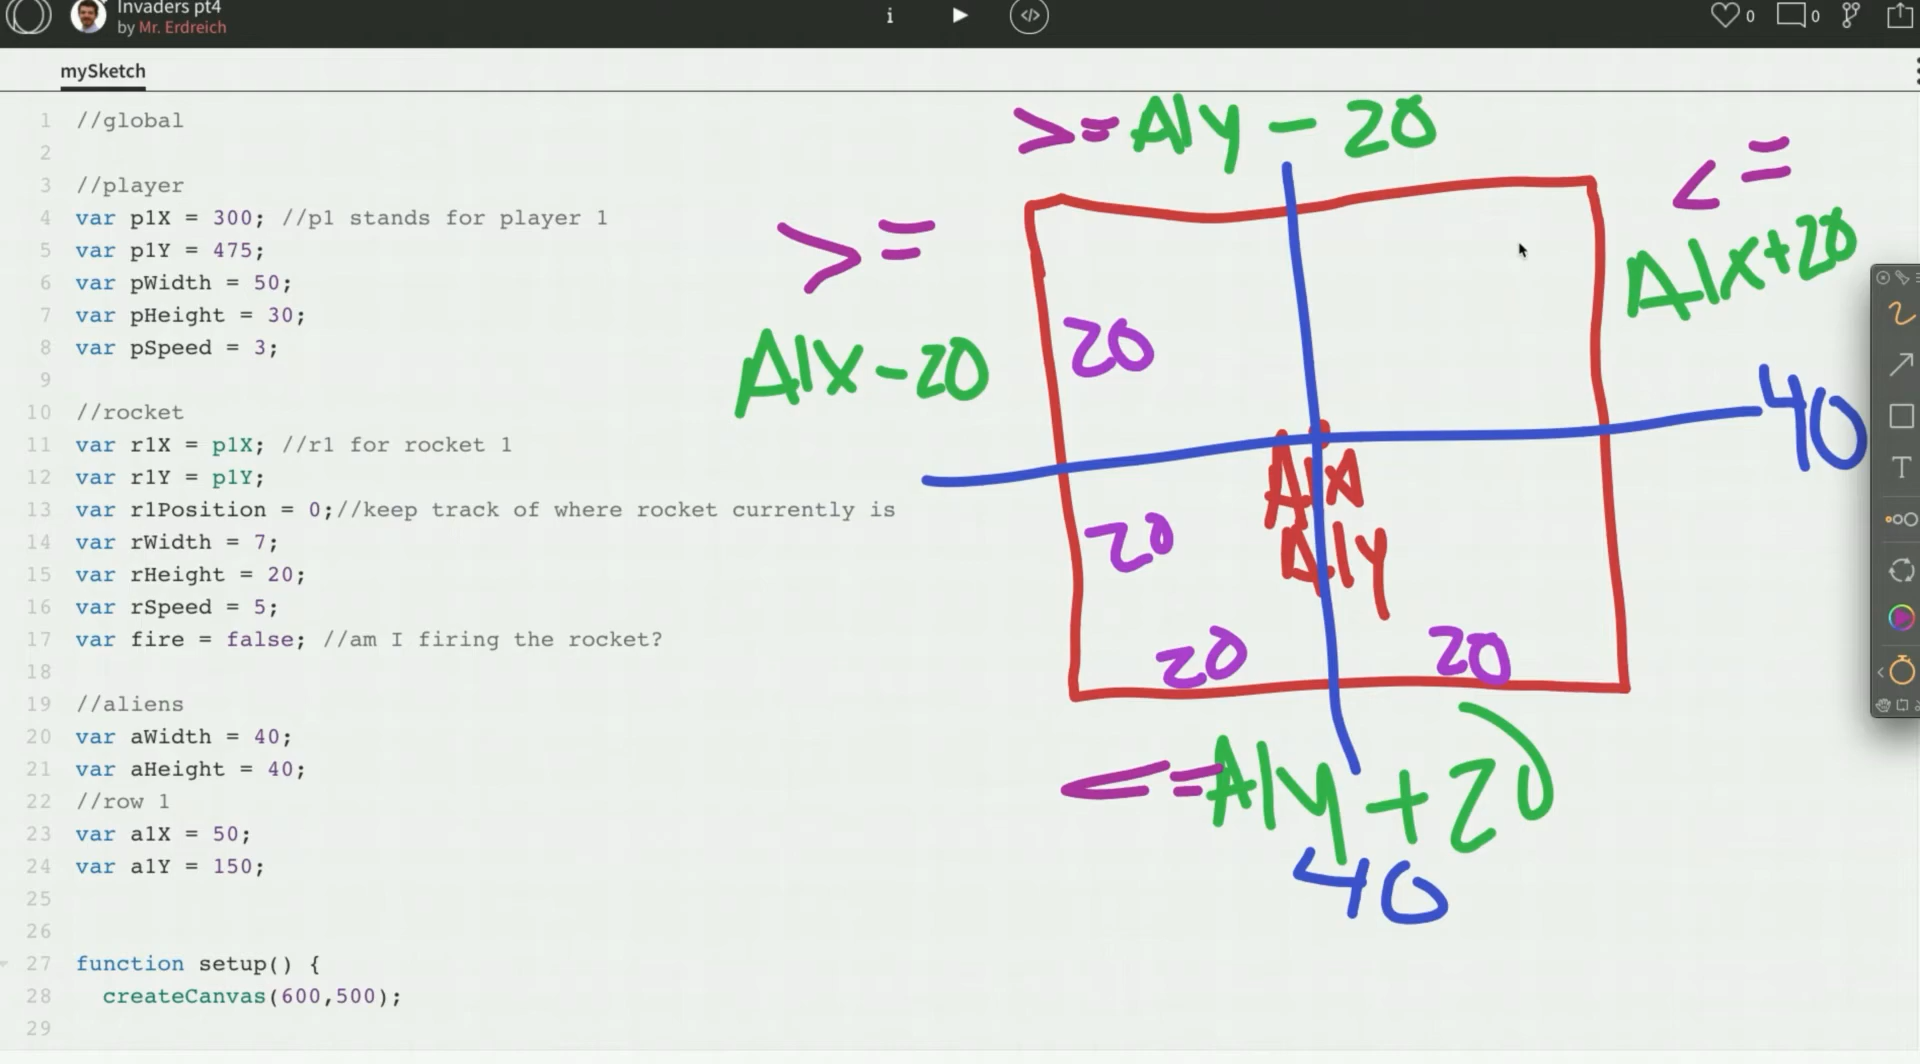 Invaders pt4
by Mr. Erdreich
i
</>
0
0
mySketch
1 //global
2
3 //player
4 var p1X = 300; //p1 stands for player 1
5 var p1Y = 475;
6 var pWidth = 50;
7 var pHeight = 30;
8 var pSpeed = 3;
9
10 //rocket
11 var r1X = p1X; //r1 for rocket 1
12 var r1Y = p1Y;
13 var r1Position = 0;//keep track of where rocket currently is
14 var rWidth = 7;
15 var rHeight = 20;
16 var rSpeed = 5;
17 var fire = false; //am I firing the rocket?
18
19 //aliens
20 var aWidth = 40;
21 var aHeight = 40;
22 //row 1
23 var a1X = 50;
24 var a1Y = 150;
25
26
27 function setup() {
28 createCanvas(600,500);
29
>= A1y - 20
<=
A1x+20
>=
A1x-20
20
40
A1x
A1y
20
20
20
<= A1y + 20
40
T